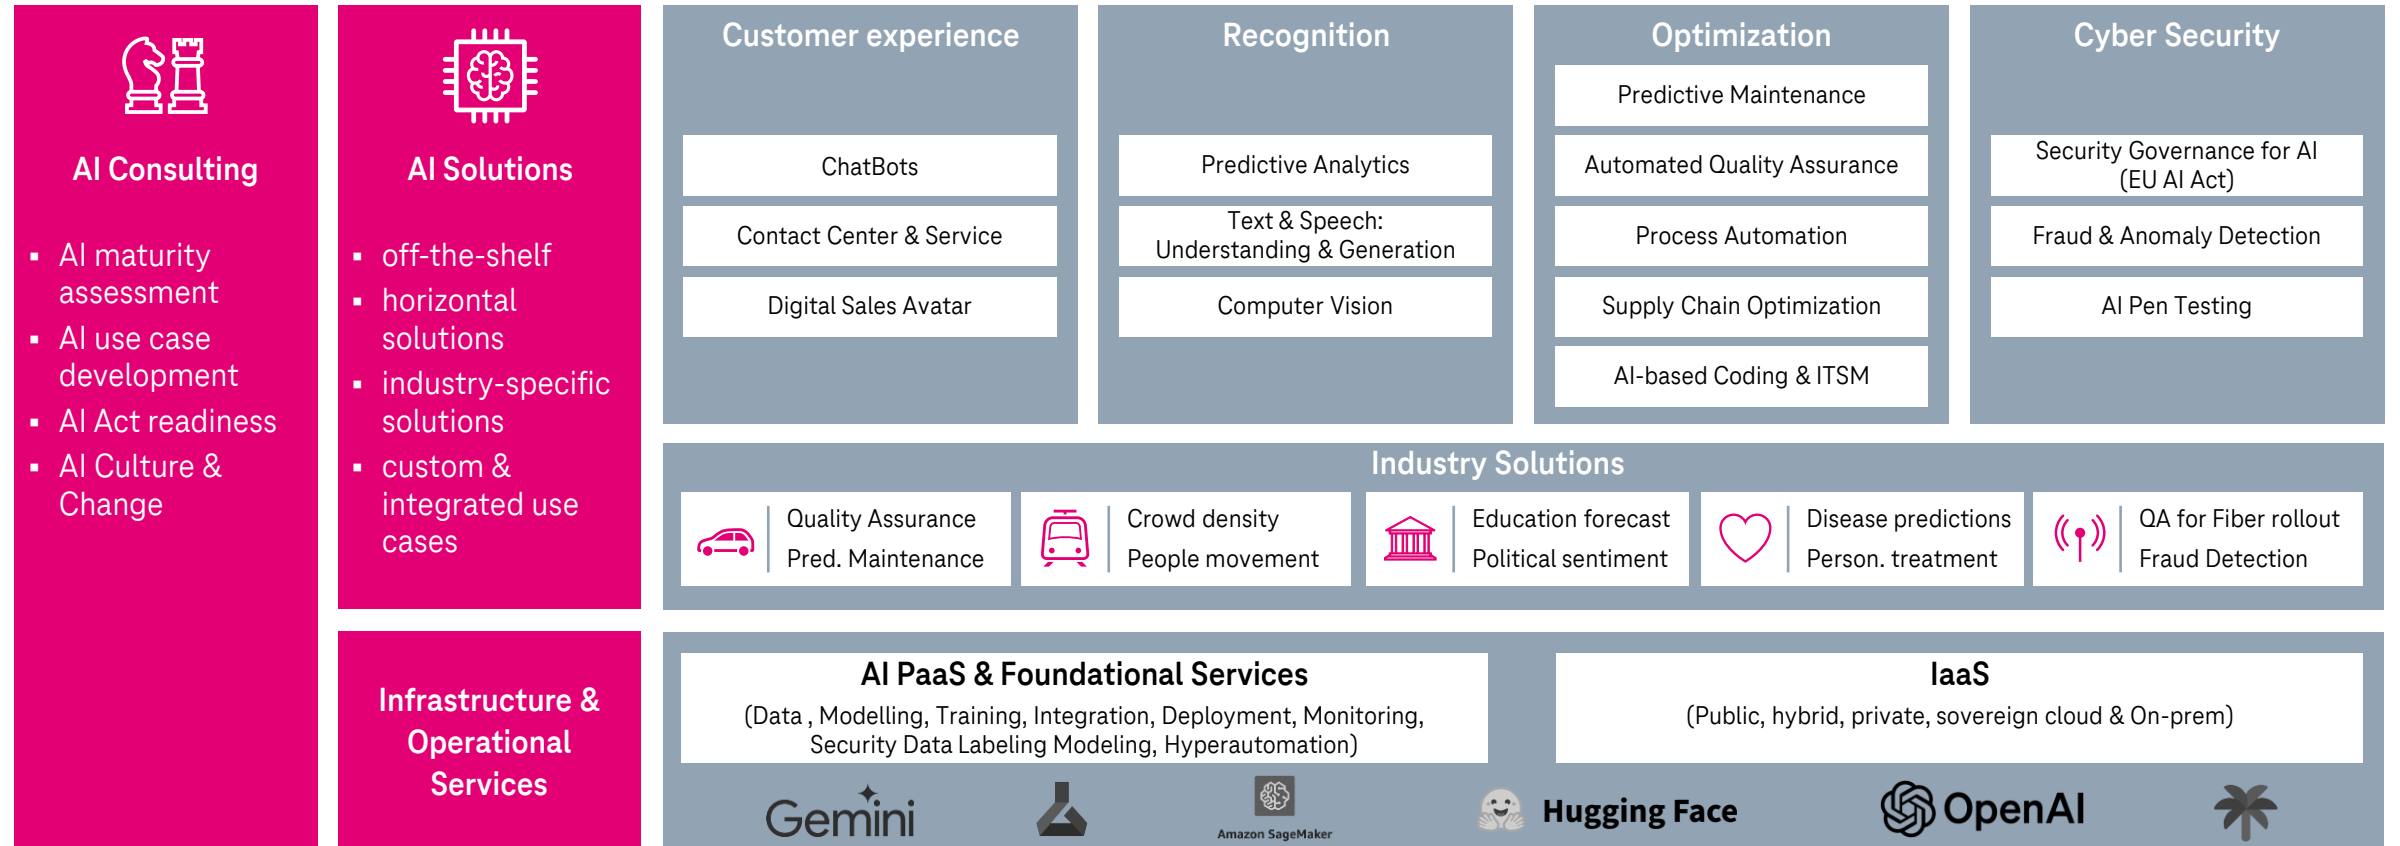 AI Consulting
▪ AI maturity
assessment
▪ AI use case
development
▪ AI Act readiness
▪ AI Culture &
Change
AI Solutions
▪ off-the-shelf
▪ horizontal
solutions
▪ industry-specific
solutions
▪ custom &
integrated use
cases
Infrastructure &
Operational
Services
Customer experience
ChatBots
Contact Center & Service
Digital Sales Avatar
Recognition
Predictive Analytics
Text & Speech:
Understanding & Generation
Computer Vision
Optimization
Predictive Maintenance
Automated Quality Assurance
Process Automation
Supply Chain Optimization
AI-based Coding & ITSM
Cyber Security
Security Governance for AI
(EU AI Act)
Fraud & Anomaly Detection
AI Pen Testing
Industry Solutions
Quality Assurance
Pred. Maintenance
Crowd density
People movement
Education forecast
Political sentiment
Disease predictions
Person. treatment
QA for Fiber rollout
Fraud Detection
AI PaaS & Foundational Services
(Data , Modelling, Training, Integration, Deployment, Monitoring,
Security Data Labeling Modeling, Hyperautomation)
IaaS
(Public, hybrid, private, sovereign cloud & On-prem)
Gemini
Amazon SageMaker
Hugging Face
OpenAI